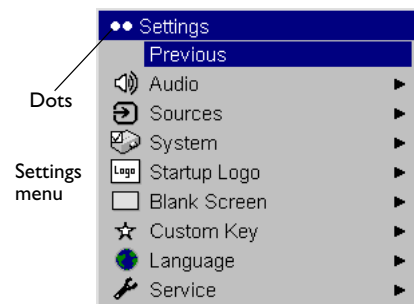 Settings
Previous
Dots
Audio
Sources
System
Settings
menu
Logo
Startup Logo
Blank Screen
Custom Key
Language
Service